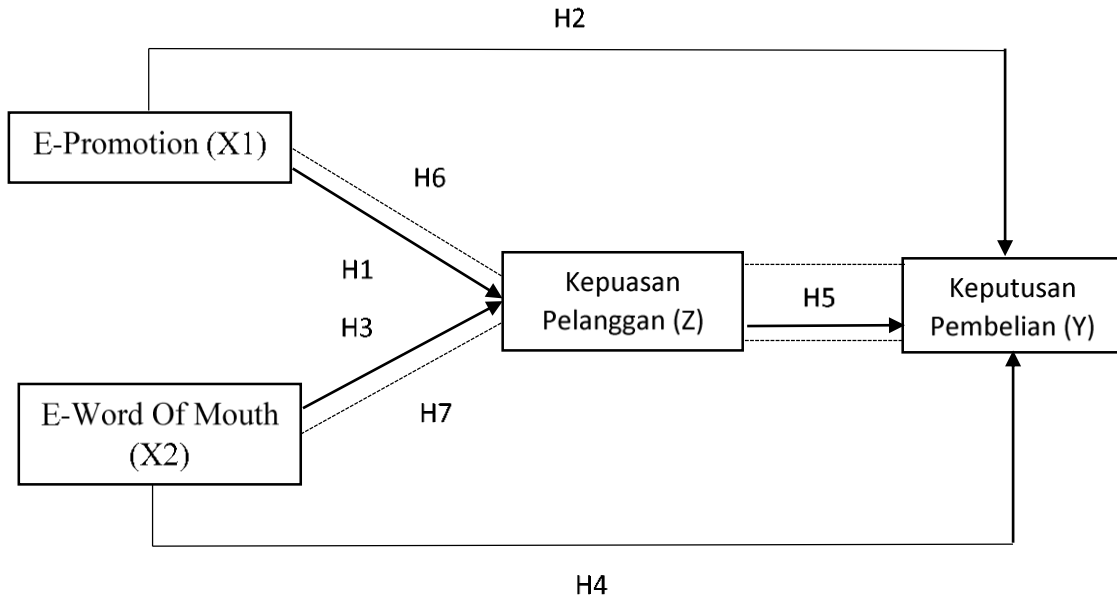 H2
E-Promotion (X1)
H6
H1
Kepuasan
Pelanggan (Z)
H5
Keputusan
Pembelian (Y)
H3
E-Word Of Mouth
(X2)
H7
H4